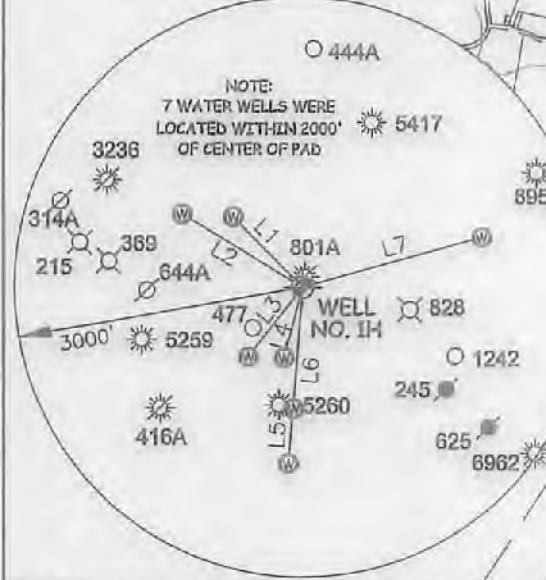 444A
NOTE:
7 WATER WELLS WERE
LOCATED WITHIN 2000'
OF CENTER OF PAD
5417
3236
695
314A
W
W
L1
L2
L7
W
215
369
801A
644A
477
L3
L4
WELL
NO. 1H
828
3000'
5259
W
W
L6
1242
245
416A
5260
W
L5
625
W
6962